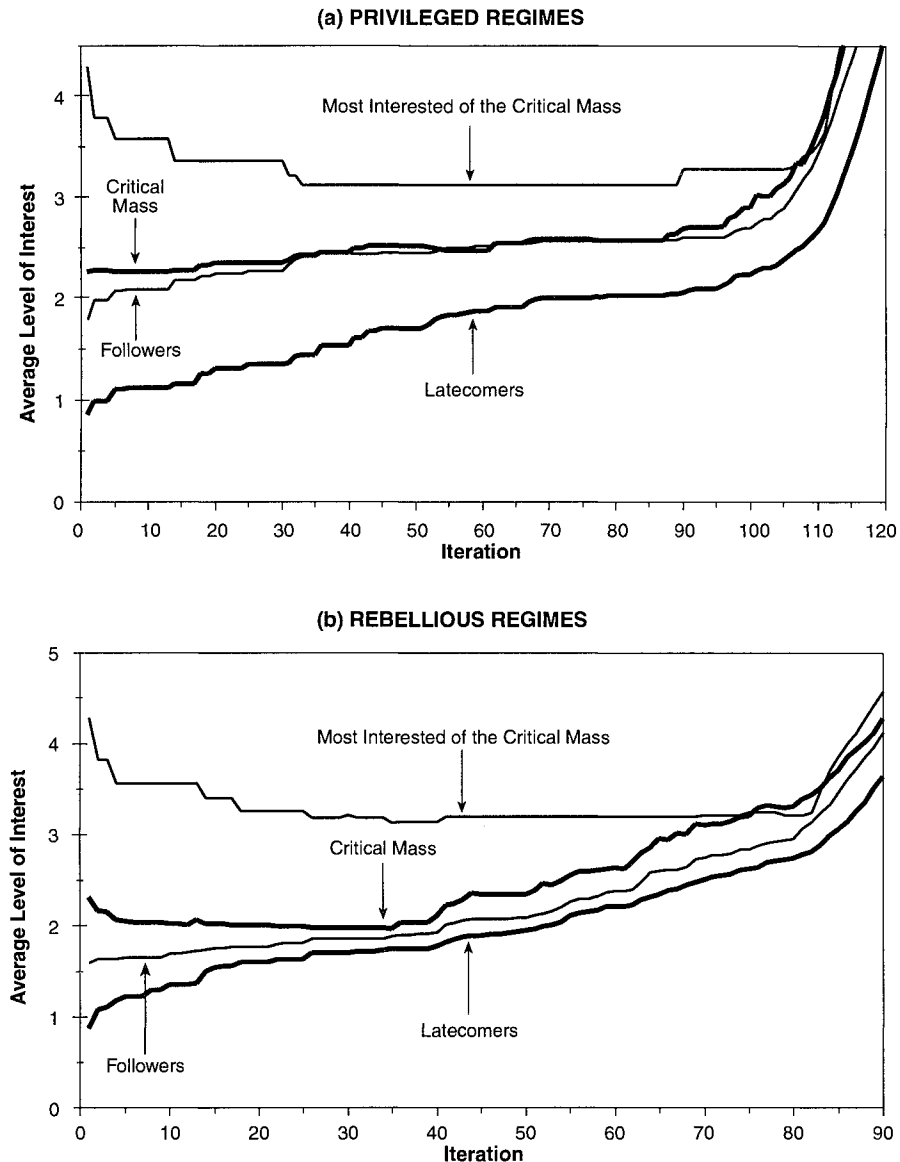 (a) PRIVILEGED REGIMES
Average Level of Interest
4
3
2
1
0
Most Interested of the Critical Mass
Critical
Mass
Followers
Latecomers
0 10 20 30 40 50 60 70 80 90 100 110 120
Iteration
(b) REBELLIOUS REGIMES
Average Level of Interest
5
4
3
2
1
0
Most Interested of the Critical Mass
Critical Mass
Latecomers
Followers
0 10 20 30 40 50 60 70 80 90
Iteration